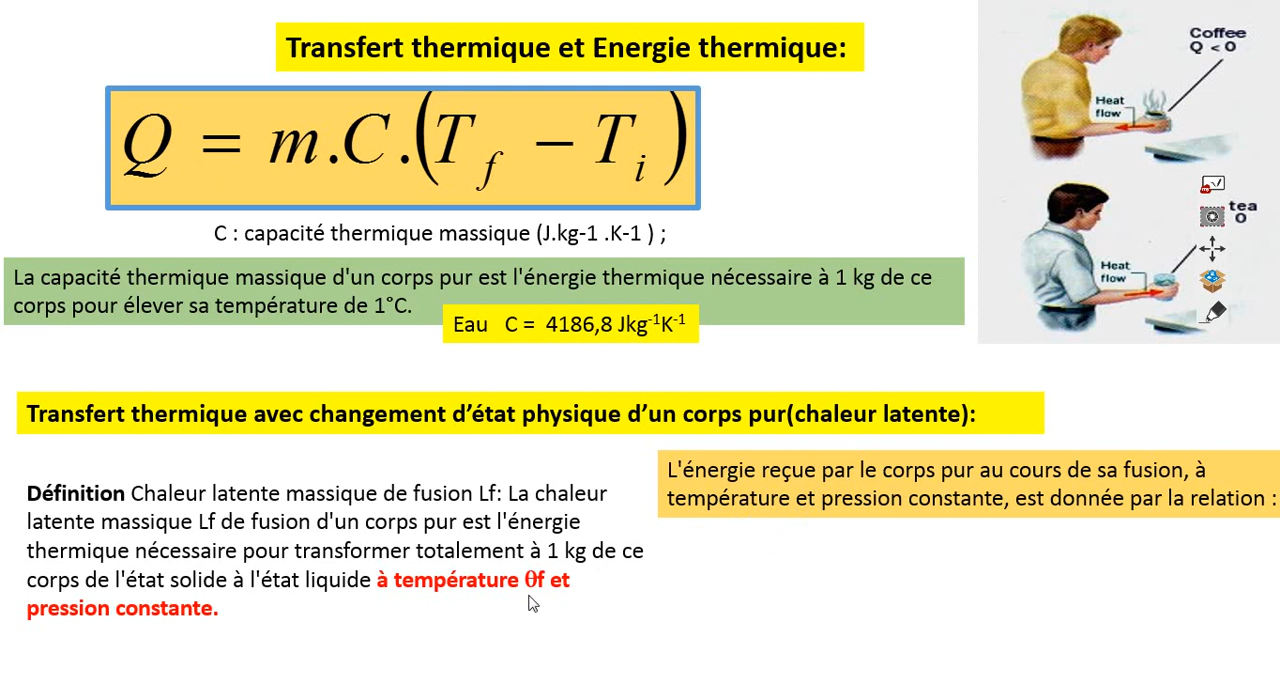 Transfert thermique et Energie thermique:
Q = m.C.(T_f − T_i)
C : capacité thermique massique (J.kg-1 .K-1 ) ;
La capacité thermique massique d'un corps pur est l'énergie thermique nécessaire à 1 kg de ce
corps pour élever sa température de 1°C.
Eau C = 4186,8 Jkg⁻¹K⁻¹
Coffee
Q < 0
Heat
flow
tea
0
Heat
flow
Transfert thermique avec changement d’état physique d’un corps pur(chaleur latente):
Définition Chaleur latente massique de fusion Lf: La chaleur
latente massique Lf de fusion d'un corps pur est l'énergie
thermique nécessaire pour transformer totalement à 1 kg de ce
corps de l'état solide à l'état liquide à température θf et
pression constante.
L'énergie reçue par le corps pur au cours de sa fusion, à
température et pression constante, est donnée par la relation :